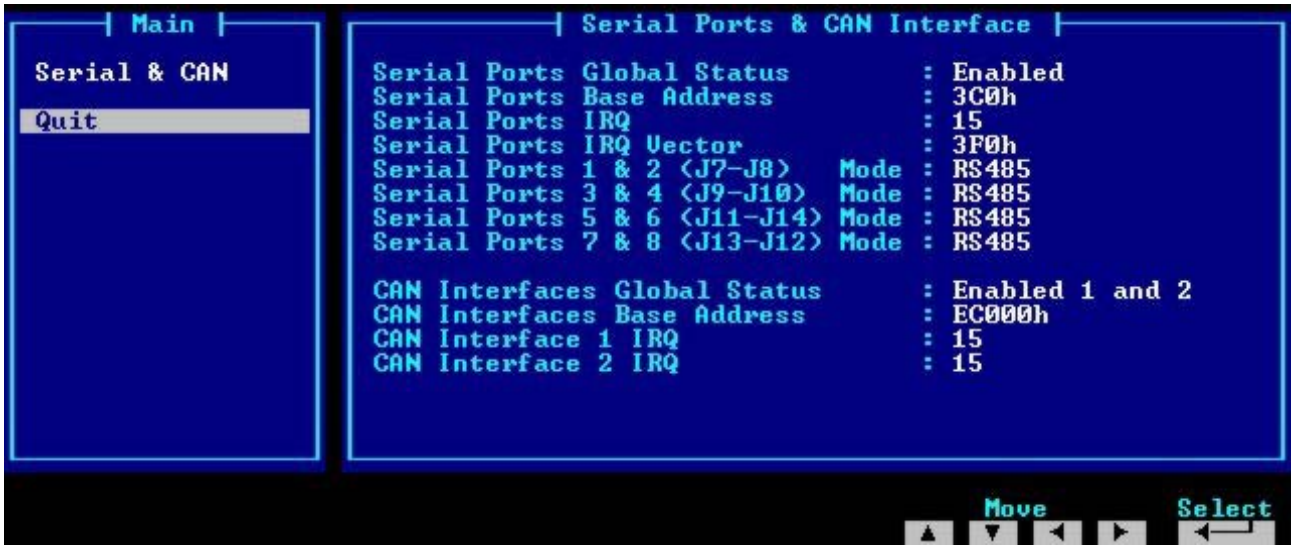 Main
Serial & CAN
Quit
Serial Ports & CAN Interface
Serial Ports Global Status : Enabled
Serial Ports Base Address : 3C0h
Serial Ports IRQ : 15
Serial Ports IRQ Vector : 3F0h
Serial Ports 1 & 2 (J7-J8) Mode : RS485
Serial Ports 3 & 4 (J9-J10) Mode : RS485
Serial Ports 5 & 6 (J11-J14) Mode : RS485
Serial Ports 7 & 8 (J13-J12) Mode : RS485
CAN Interfaces Global Status : Enabled 1 and 2
CAN Interfaces Base Address : EC000h
CAN Interface 1 IRQ : 15
CAN Interface 2 IRQ : 15
Move Select